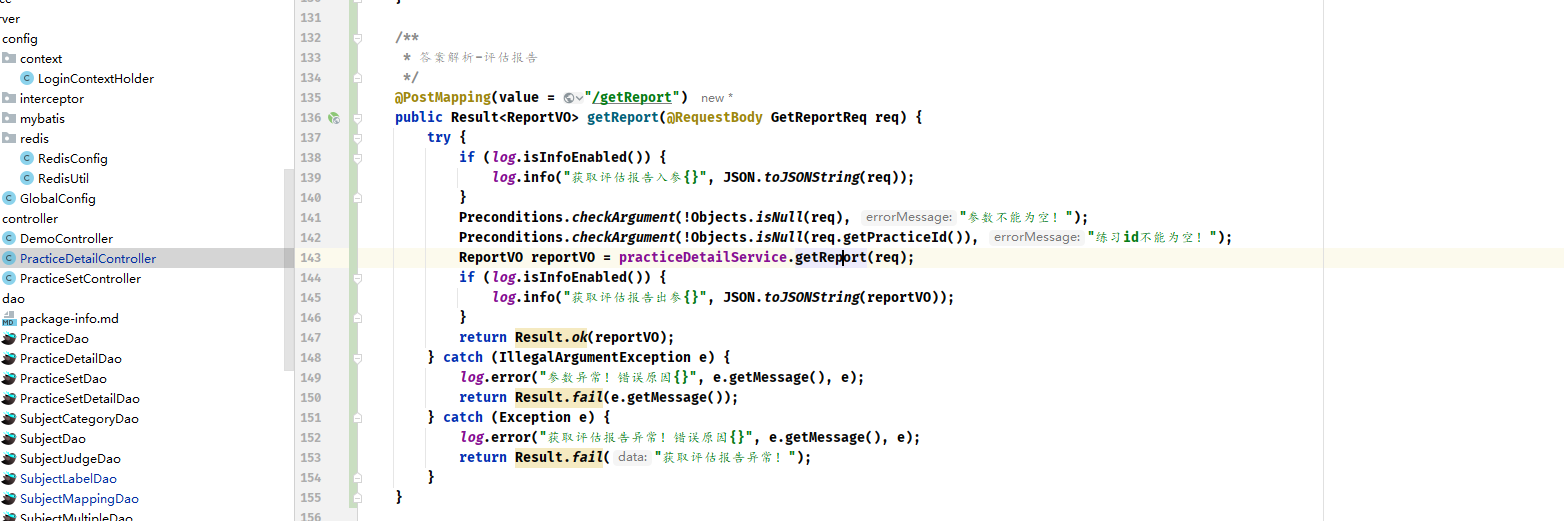 rver
config
context
LoginContextHolder
interceptor
mybatis
redis
RedisConfig
RedisUtil
GlobalConfig
controller
DemoController
PracticeDetailController
PracticeSetController
dao
package-info.md
PracticeDao
PracticeDetailDao
PracticeSetDao
PracticeSetDetailDao
SubjectCategoryDao
SubjectDao
SubjectJudgeDao
SubjectLabelDao
SubjectMappingDao
SubjectMultipleDao
131
132 /**
133 * 答案解析-评估报告
134 */
135 @PostMapping(value = "/getReport") new *
136 public Result<ReportVO> getReport(@RequestBody GetReportReq req) {
137 try {
138 if (log.isInfoEnabled()) {
139 log.info("获取评估报告入参{}", JSON.toJSONString(req));
140 }
141 Preconditions.checkArgument(!Objects.isNull(req), errorMessage: "参数不能为空！");
142 Preconditions.checkArgument(!Objects.isNull(req.getPracticeId()), errorMessage: "练习id不能为空！");
143 ReportVO reportVO = practiceDetailService.getReport(req);
144 if (log.isInfoEnabled()) {
145 log.info("获取评估报告出参{}", JSON.toJSONString(reportVO));
146 }
147 return Result.ok(reportVO);
148 } catch (IllegalArgumentException e) {
149 log.error("参数异常！错误原因{}", e.getMessage(), e);
150 return Result.fail(e.getMessage());
151 } catch (Exception e) {
152 log.error("获取评估报告异常！错误原因{}", e.getMessage(), e);
153 return Result.fail( data: "获取评估报告异常！");
154 }
155 }
156